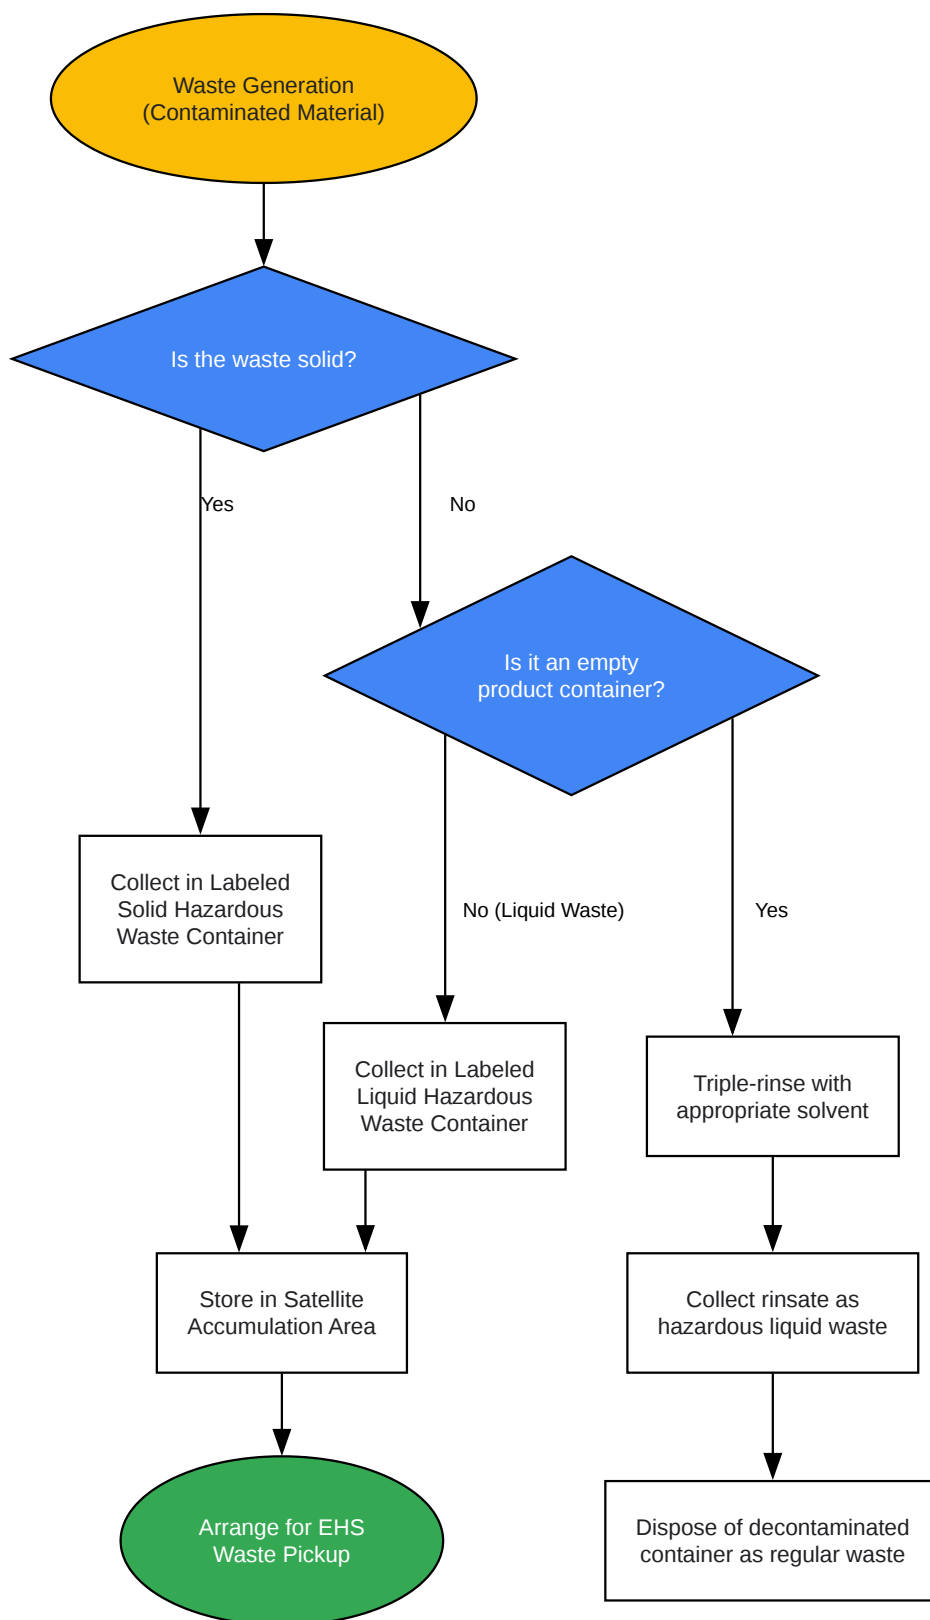 Waste Generation
(Contaminated Material)
Is the waste solid?
Yes
No
Is it an empty
product container?
Collect in Labeled
Solid Hazardous
Waste Container
No (Liquid Waste)
Yes
Collect in Labeled
Liquid Hazardous
Waste Container
Triple-rinse with
appropriate solvent
Store in Satellite
Accumulation Area
Collect rinsate as
hazardous liquid waste
Arrange for EHS
Waste Pickup
Dispose of decontaminated
container as regular waste